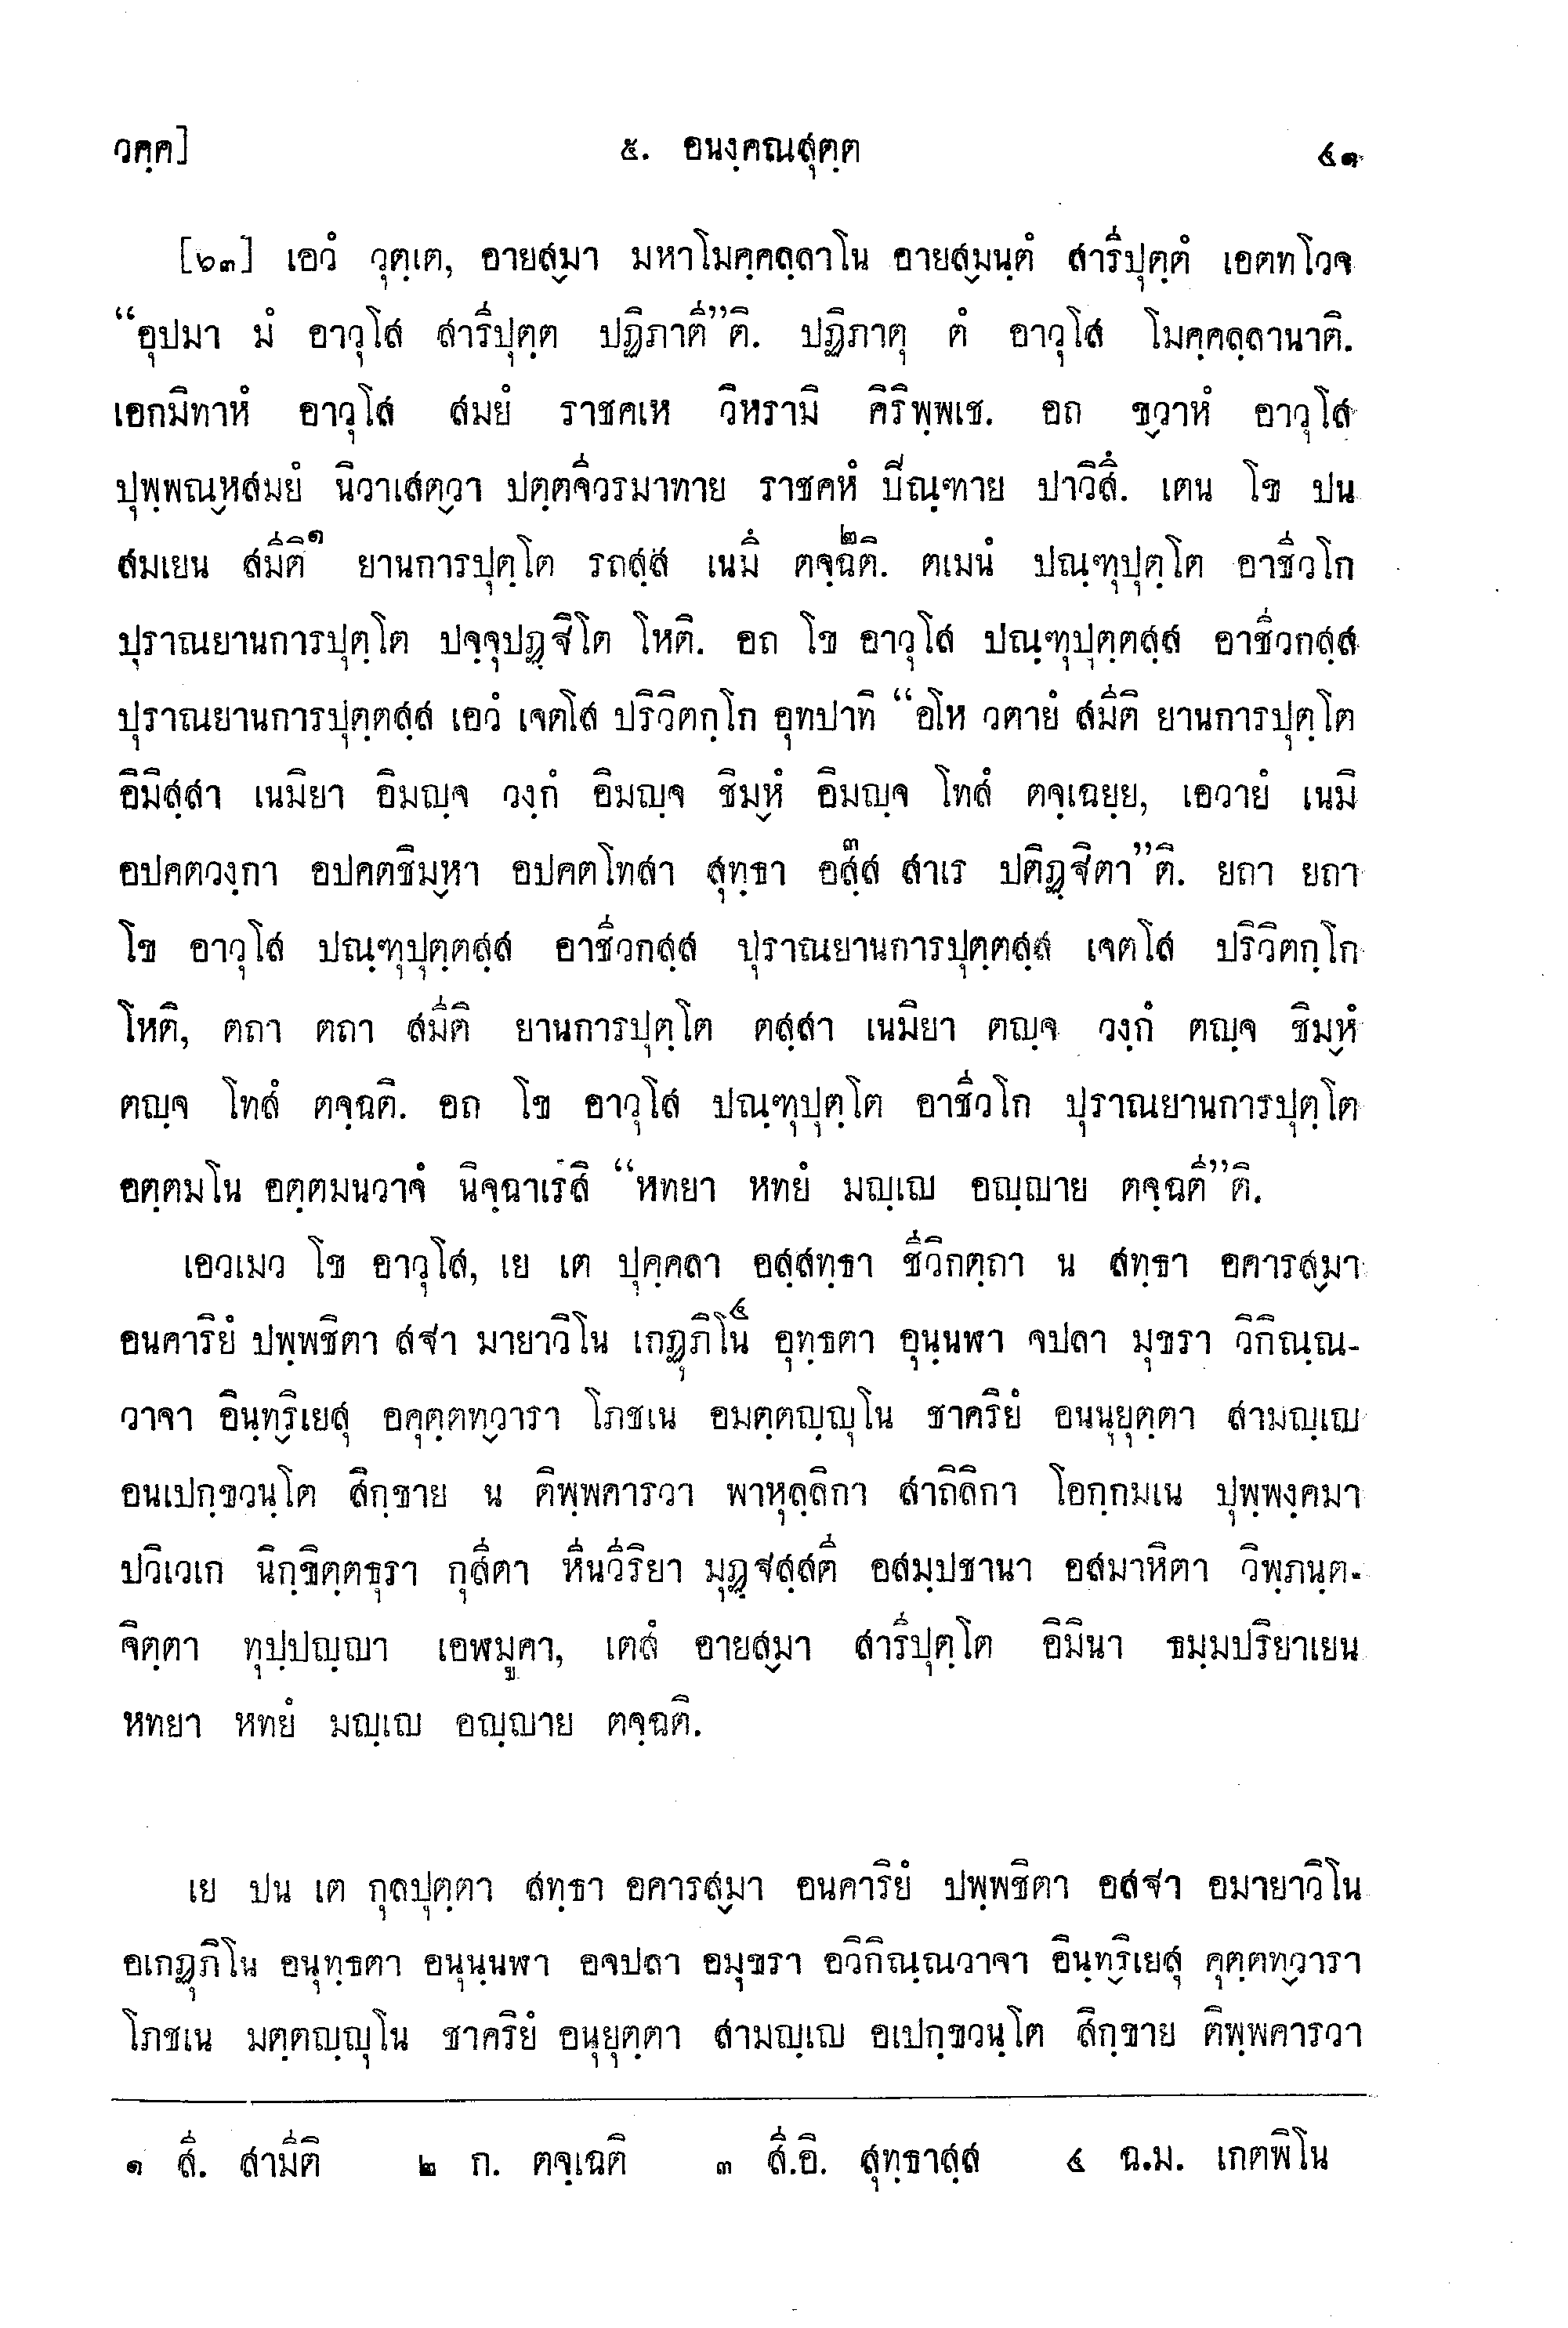 วคฺค]	๕. อนงฺคณสุตฺต	๔๑
[๖๓] เอวํ วุตฺเต, อายสฺมา มหาโมคฺคลฺลาโน อายสฺมนฺตํ สารีปุตฺตํ เอตทโวจ
“อุปมา มํ อาวุโส สารีปุตฺต ปฏิภาตี”ติ. ปฏิภาตุ ตํ อาวุโส โมคฺคลฺลานาติ.
เอกมิทาหํ อาวุโส สมยํ ราชคเห วิหรามิ คิริพฺพเช. อถ ขฺวาหํ อาวุโส
ปุพฺพณฺหสมยํ นิวาเสตฺวา ปตฺตจีวรมาทาย ราชคหํ ปิณฺฑาย ปาวิสึ. เตน โข ปน
สมเยน สมีติ๑ ยานการปุตฺโต รถสฺส เนมึ ตจฺฉติ๒. ตเมนํ ปณฺฑุปุตฺโต อาชีวโก
ปุราณยานการปุตฺโต ปจฺจุปฏฺฐิโต โหติ. อถ โข อาวุโส ปณฺฑุปุตฺตสฺส อาชีวกสฺส
ปุราณยานการปุตฺตสฺส เอวํ เจตโส ปริวิตกฺโก อุทปาทิ “อโห วตายํ สมีติ ยานการปุตฺโต
อิมิสฺสา เนมิยา อิมญฺจ วงฺกํ อิมญฺจ ชิมฺหํ อิมญฺจ โทสํ ตจฺเฉยฺย, เอวายํ เนมิ
อปคตวงฺกา อปคตชิมฺหา อปคตโทสา สุทฺธา อสฺส๓ สาเร ปติฏฺฐิตา”ติ. ยถา ยถา
โข อาวุโส ปณฺฑุปุตฺตสฺส อาชีวกสฺส ปุราณยานการปุตฺตสฺส เจตโส ปริวิตกฺโก
โหติ, ตถา ตถา สมีติ ยานการปุตฺโต ตสฺสา เนมิยา ตญฺจ วงฺกํ ตญฺจ ชิมฺหํ
ตญฺจ โทสํ ตจฺฉติ. อถ โข อาวุโส ปณฺฑุปุตฺโต อาชีวโก ปุราณยานการปุตฺโต
อตฺตมโน อตฺตมนวาจํ นิจฺฉาเรสิ “หทยา หทยํ มญฺเญ อญฺญาย ตจฺฉตี”ติ.
เอวเมว โข อาวุโส, เย เต ปุคฺคลา อสฺสทฺธา ชีวิกตฺถา น สทฺธา อคารสฺมา
อนคาริยํ ปพฺพชิตา สฐา มายาวิโน เกฏุภิโน๔ อุทฺธตา อุนฺนฬา จปลา มุขรา วิกิณฺณ-
วาจา อินฺทฺริเยสุ อคุตฺตทฺวารา โภชเน อมตฺตญฺญุโน ชาคริยํ อนนุยุตฺตา สามญฺเญ
อนเปกฺขวนฺโต สิกฺขาย น ติพฺพคารวา พาหุลฺลิกา สาถลิกา โอกฺกมเน ปุพฺพงฺคมา
ปวิเวเก นิกฺขิตฺตธุรา กุสีตา หีนวีริยา มุฏฺฐสฺสตี อสมฺปชานา อสมาหิตา วิพฺภนฺต-
จิตฺตา ทุปฺปญฺญา เอฬมูคา, เตสํ อายสฺมา สารีปุตฺโต อิมินา ธมฺมปริยาเยน
หทยา หทยํ มญฺเญ อญฺญาย ตจฺฉติ.
เย ปน เต กุลปุตฺตา สทฺธา อคารสฺมา อนคาริยํ ปพฺพชิตา อสฐา อมายาวิโน
อเกฏุภิโน อนุทฺธตา อนุนฺนฬา อจปลา อมุขรา อวิกิณฺณวาจา อินฺทฺริเยสุ คุตฺตทฺวารา
โภชเน มตฺตญฺญุโน ชาคริยํ อนุยุตฺตา สามญฺเญ อเปกฺขวนฺโต สิกฺขาย ติพฺพคารวา
๑ สี. สามีติ	๒ ก. ตจฺเฉติ	๓ สี.อิ. สุทฺธาสฺส	๔ ฉ.ม. เกตพิโน